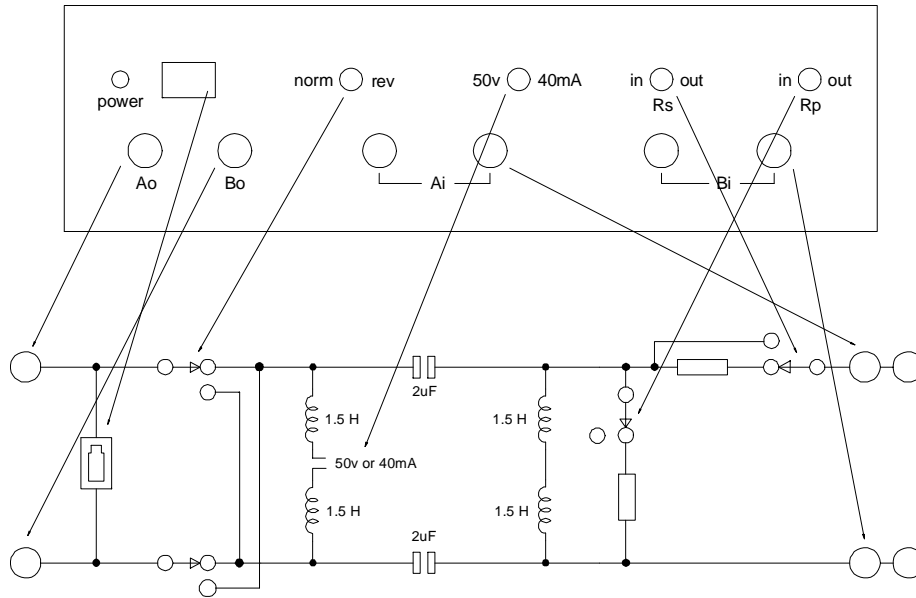 norm rev 50v 40mA in out in out
power Rs Rp
Ao Bo Ai Bi
2uF
1.5 H 1.5 H
50v or 40mA
1.5 H 1.5 H
2uF